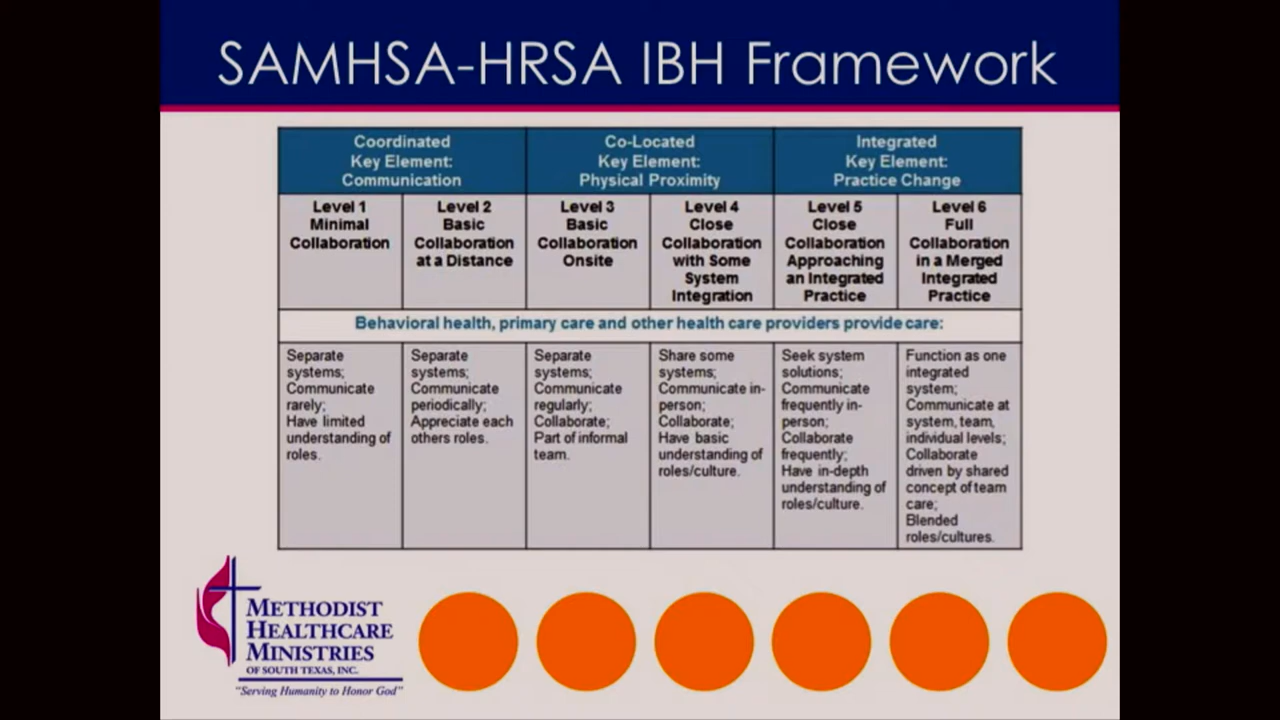 SAMHSA-HRSA IBH Framework
Coordinated
Key Element:
Communication
Co-Located
Key Element:
Physical Proximity
Integrated
Key Element:
Practice Change
Level 1
Minimal
Collaboration
Level 2
Basic
Collaboration
at a Distance
Level 3
Basic
Collaboration
Onsite
Level 4
Close
Collaboration
with Some
System
Integration
Level 5
Close
Collaboration
Approaching
an Integrated
Practice
Level 6
Full
Collaboration
in a Merged
Integrated
Practice
Behavioral health, primary care and other health care providers provide care:
Separate
systems;
Communicate
rarely;
Have limited
understanding of
roles.
Separate
systems;
Communicate
periodically;
Appreciate each
others roles.
Separate
systems;
Communicate
regularly;
Collaborate;
Part of informal
team.
Share some
systems;
Communicate in-
person;
Collaborate;
Have basic
understanding of
roles/culture.
Seek system
solutions;
Communicate
frequently in-
person;
Collaborate
frequently;
Have in-depth
understanding of
roles/culture.
Function as one
integrated
system;
Communicate at
system, team,
individual levels;
Collaborate
driven by shared
concept of team
care;
Blended
roles/cultures.
METHODIST
HEALTHCARE
MINISTRIES
OF SOUTH TEXAS, INC.
"Serving Humanity to Honor God"